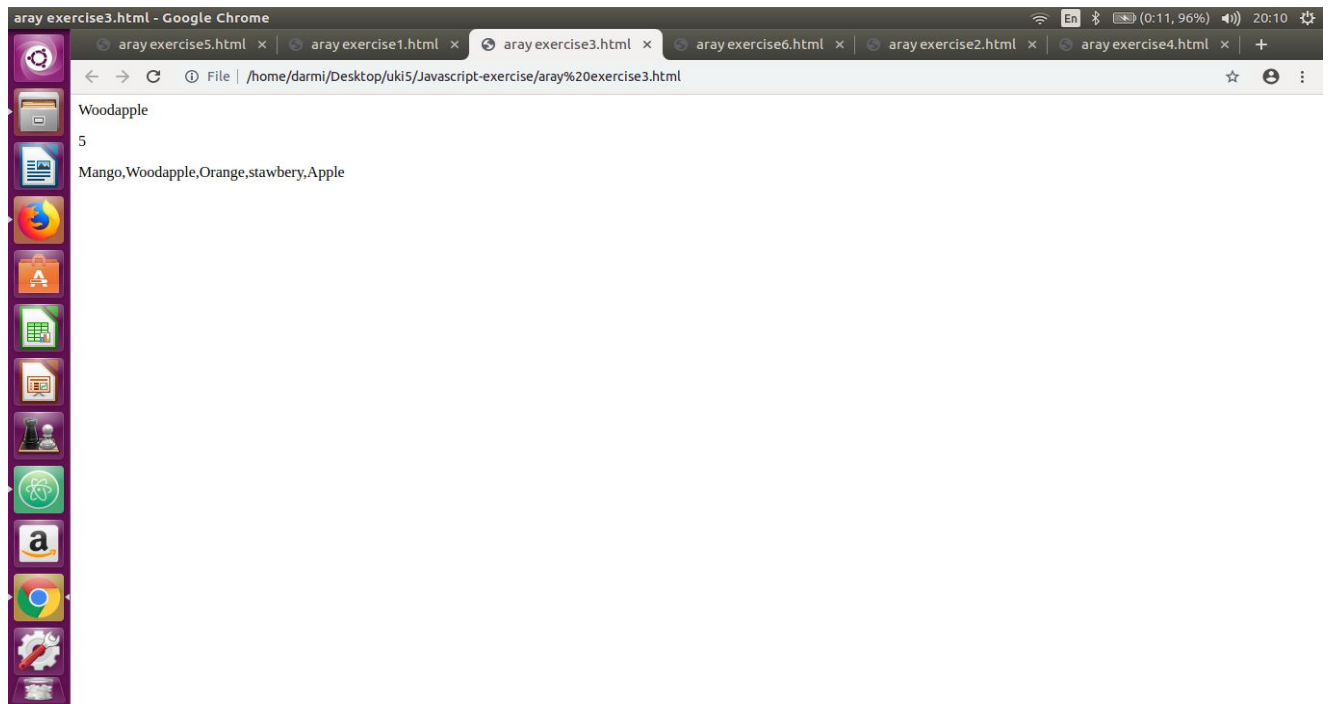 aray exercise3.html - Google Chrome
En (0:11, 96%) 20:10
aray exercise5.html × aray exercise1.html × aray exercise3.html × aray exercise6.html × aray exercise2.html × aray exercise4.html × +
File | /home/darmi/Desktop/uki5/Javascript-exercise/aray%20exercise3.html
Woodapple
5
Mango,Woodapple,Orange,stawbery,Apple